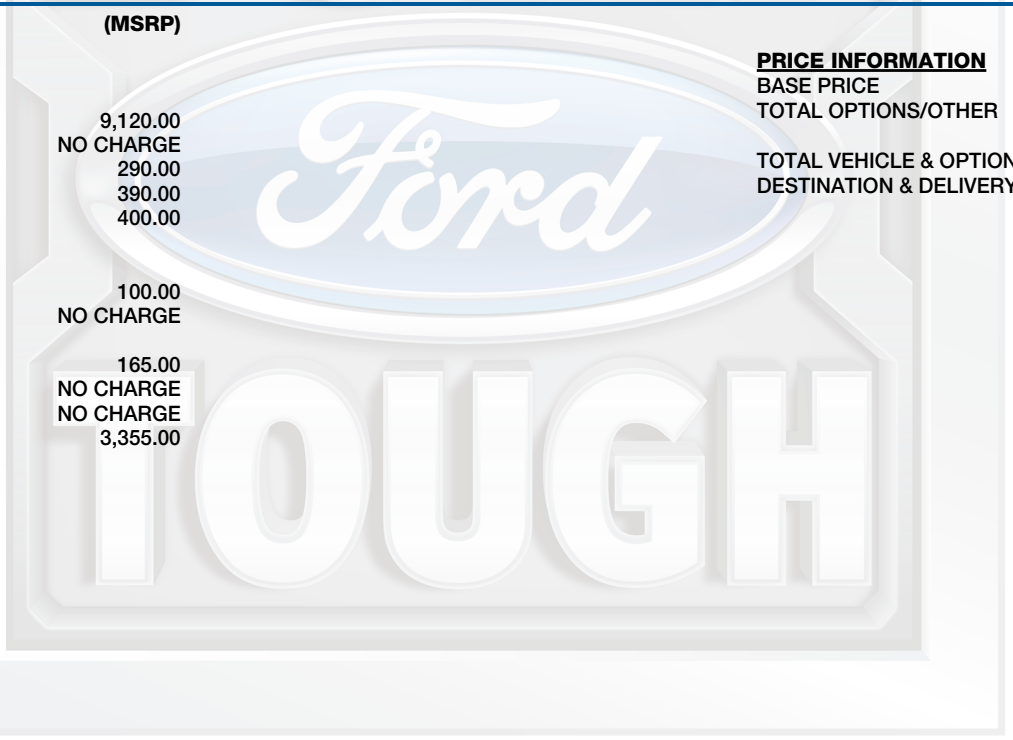 (MSRP)
9,120.00
NO CHARGE
290.00
390.00
400.00
100.00
NO CHARGE
165.00
NO CHARGE
NO CHARGE
3,355.00
PRICE INFORMATION
BASE PRICE
TOTAL OPTIONS/OTHER
TOTAL VEHICLE & OPTION
DESTINATION & DELIVERY
Ford
TOUGH